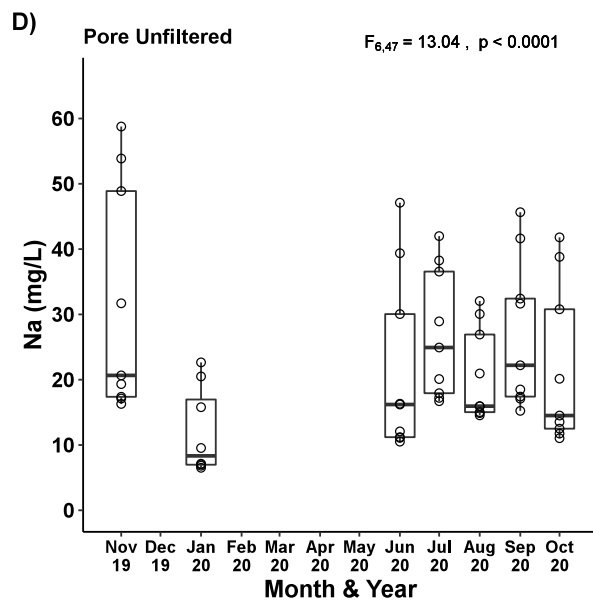 D)
Pore Unfiltered
F6,47 = 13.04 , p < 0.0001
60
50
40
30
20
10
0
Na (mg/L)
Nov Dec Jan Feb Mar Apr May Jun Jul Aug Sep Oct
19 19 20 20 20 20 20 20 20 20 20 20
Month & Year